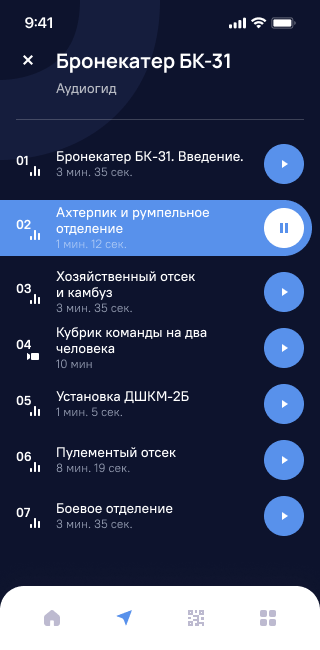 9:41
Бронекатер БК-31
Аудиогид
01
Бронекатер БК-31. Введение.
3 мин. 35 сек.
02
Ахтерпик и румпельное
отделение
1 мин. 12 сек.
03
Хозяйственный отсек
и камбуз
3 мин. 35 сек.
04
Кубрик команды на два
человека
10 мин
05
Установка ДШКМ-2Б
1 мин. 5 сек.
06
Пулементый отсек
8 мин. 19 сек.
07
Боевое отделение
3 мин. 35 сек.